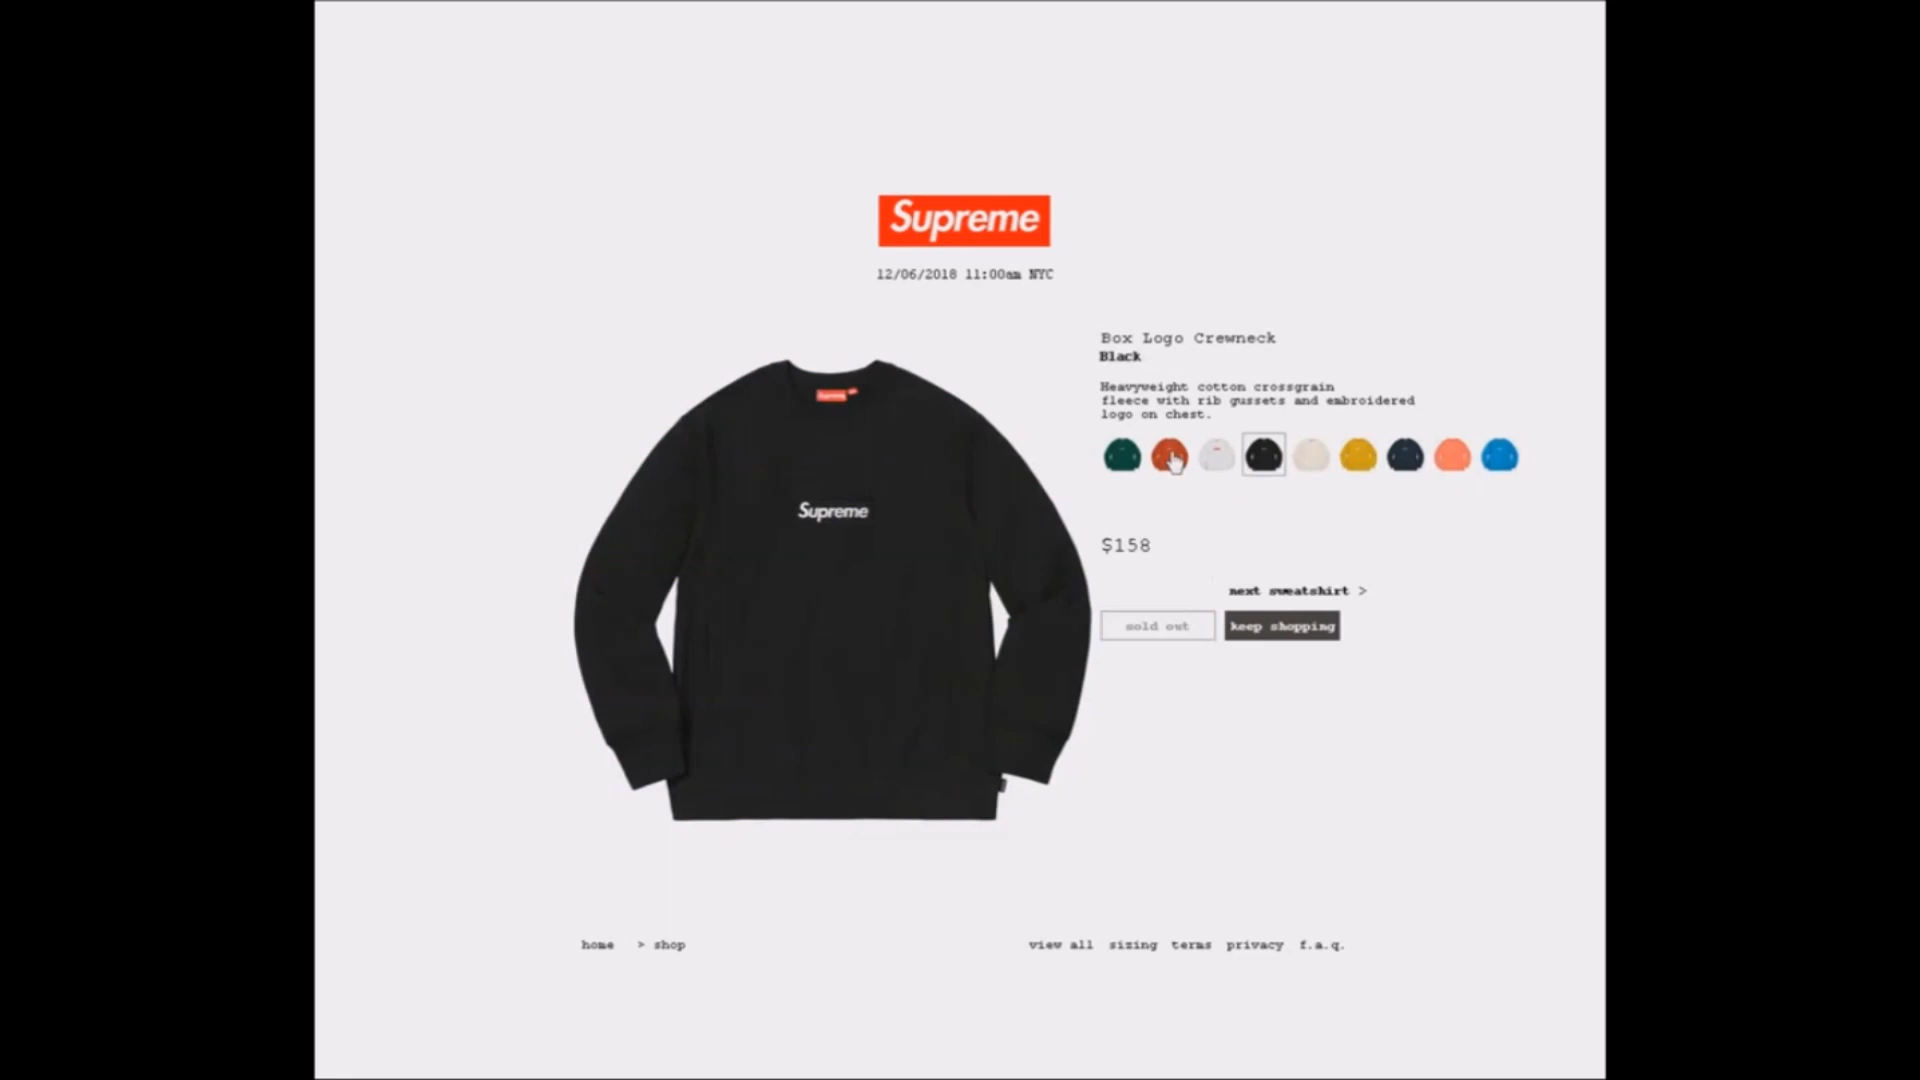 Supreme
12/06/2018 11:00am NYC
Box Logo Crewneck
Black
Heavyweight cotton crossgrain
fleece with rib gussets and embroidered
logo on chest.
Supreme
Supreme
$158
next sweatshirt >
sold out
keep shopping
home > shop
view all sizing terms privacy f.a.q.